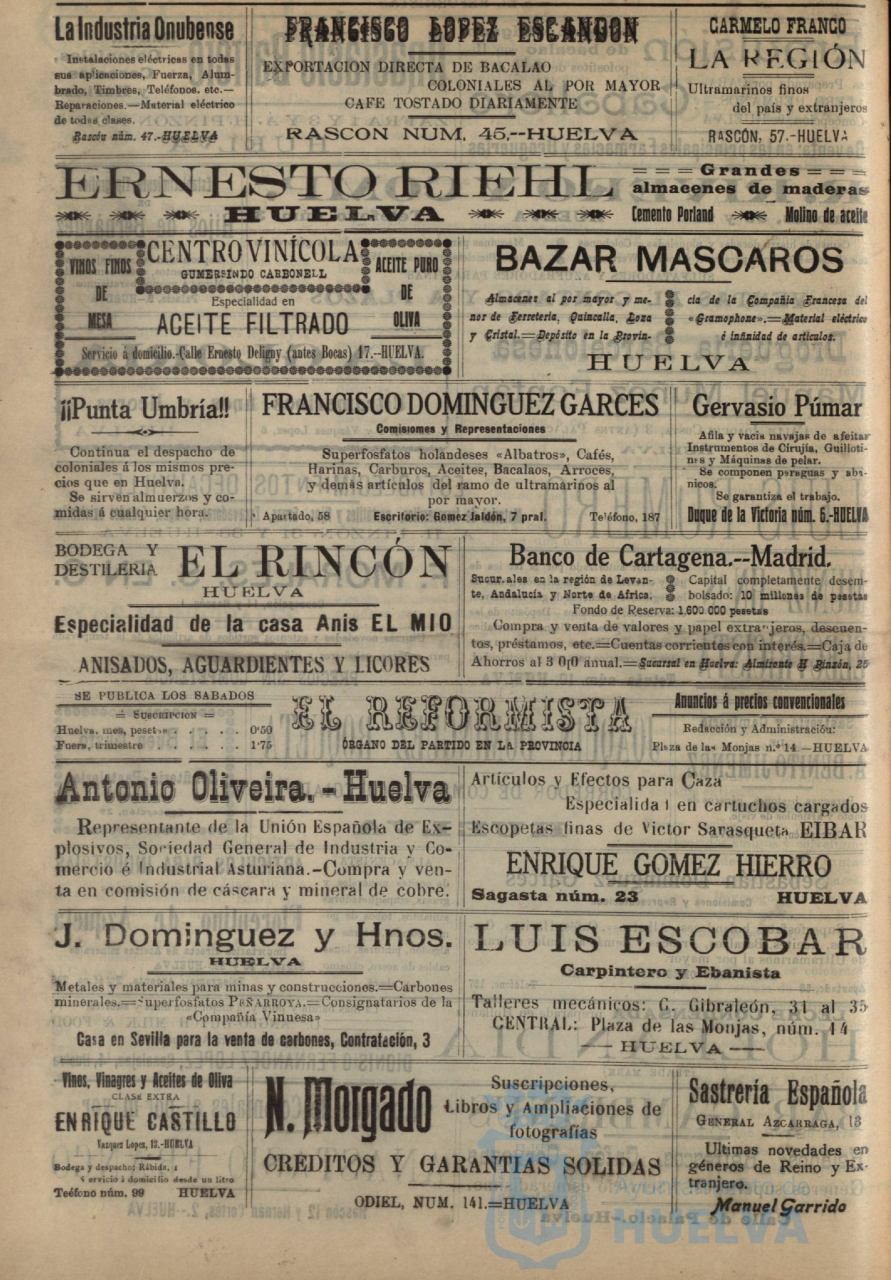 La Industria Onubense
Instalaciones eléctricas en todas
sus aplicaciones, Fuerza, Alum-
brado, Timbres, Teléfonos. etc.—
Reparaciones.—Material eléctrico
de todas clases.
Rascón núm. 47.-HUELVA
FRANCISCO LOPEZ ESCANDON
EXPORTACION DIRECTA DE BACALAO
COLONIALES AL POR MAYOR
CAFE TOSTADO DIARIAMENTE
RASCON NUM. 45.--HUELVA
CARMELO FRANCO
LA REGIÓN
Ultramarinos finos
del país y extranjeros
RASCÓN, 57.-HUELVA
ERNESTO RIEHL
HUELVA
Grandes
almacenes de maderas
Cemento Porland Molino de aceite
VINOS FINOS
DE
MESA
CENTRO VINÍCOLA
GUMERSINDO CARBONELL
Especialidad en
ACEITE FILTRADO
ACEITE PURO
DE
OLIVA
Servicio á domicilio.-Calle Ernesto Deligny (antes Bocas) 17.--HUELVA.
BAZAR MASCAROS
Almacenes al por mayor y me-
nor de Ferretería, Quincalla, Loza
y Cristal.=Depósito en la Provin-
cia de la Compañía Francesa del
«Gramophone».=Material eléctrico
é infinidad de artículos.
HUELVA
¡¡Punta Umbría!!
Continua el despacho de
coloniales á los mismos pre-
cios que en Huelva.
Se sirven almuerzos y co-
midas á cualquier hora.
FRANCISCO DOMINGUEZ GARCES
Comisiones y Representaciones
Superfosfatos holandeses «Albatros», Cafés,
Harinas, Carburos, Aceites, Bacalaos, Arroces,
y demás artículos del ramo de ultramarinos al
por mayor.
Apartado, 58 Escritorio: Gomez Jaldón, 7 pral. Teléfono, 187
Gervasio Púmar
Afila y vacia navajas de afeitar
Instrumentos de Cirujía, Guilloti-
nas y Máquinas de pelar.
Se componen paraguas y aba-
nicos.
Se garantiza el trabajo.
Duque de la Victoria núm. 6.-HUELVA
BODEGA Y
DESTILERIA
EL RINCÓN
HUELVA
Especialidad de la casa Anis EL MIO
ANISADOS, AGUARDIENTES Y LICORES
Banco de Cartagena.--Madrid.
Sucursales en la región de Levan-
te, Andalucía y Norte de Africa.
Capital completamente desem-
bolsado: 10 millones de pesetas
Fondo de Reserva: 1.600.000 pesetas
Compra y venta de valores y papel extranjeros, descuen-
tos, préstamos, etc.=Cuentas corrientes con interés.=Caja de
Ahorros al 3 0p0 anual.=Sucursal en Huelva: Almirante H Pinzón, 25
SE PUBLICA LOS SABADOS
= SUSCRIPCION =
Huelva. mes, pesetas . . . . . 0'50
Fuera, trimestre . . . . . . 1'75
EL REFORMISTA
ÓRGANO DEL PARTIDO EN LA PROVINCIA
Anuncios á precios convencionales
Redacción y Administración:
Plaza de las Monjas n.º 14.—HUELVA
Antonio Oliveira.-Huelva
Representante de la Unión Española de Ex-
plosivos, Sociedad General de Industria y Co-
mercio é Industrial Asturiana.-Compra y ven-
ta en comisión de cáscara y mineral de cobre.
Artículos y Efectos para Caza
Especialida l en cartuchos cargados
Escopetas finas de Victor Sarasqueta EIBAR
ENRIQUE GOMEZ HIERRO
Sagasta núm. 23 HUELVA
J. Dominguez y Hnos.
HUELVA
Metales y materiales para minas y construcciones.=Carbones
minerales.=Superfosfatos PEÑARROYA.=Consignatarios de la
«Compañía Vinuesa»
Casa en Sevilla para la venta de carbones, Contratación, 3
LUIS ESCOBAR
Carpintero y Ebanista
Talleres mecánicos: C. Gibraleón, 31 al 35
CENTRAL: Plaza de las Monjas, núm. 14
HUELVA
Vinos, Vinagres y Aceites de Oliva
CLASE EXTRA
ENRIQUE CASTILLO
Vazquez Lopez, 13.-HUELVA
Bodega y despacho; Rábida, 1
Servicio á domicilio desde un litro
Teéfono núm. 99 HUELVA
N. Morgado
Suscripciones,
Libros y Ampliaciones de
fotografías
CREDITOS Y GARANTIAS SOLIDAS
ODIEL, NUM. 141.=HUELVA
Sastrería Española
GENERAL AZCÁRRAGA, 13
Ultimas novedades en
géneros de Reino y Ex-
tranjero.
Manuel Garrido
HUELVA